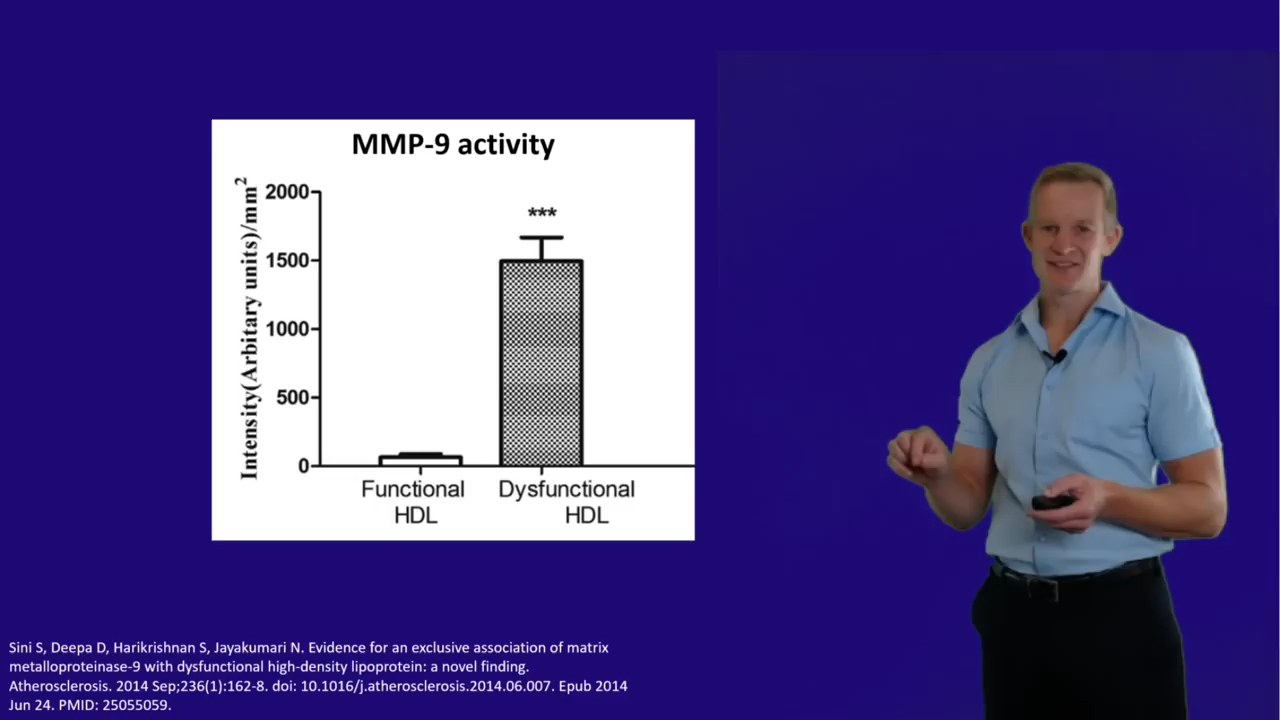 MMP-9 activity
Intensity(Arbitary units)/mm2
2000
***
1500
1000
500
0
Functional
HDL
Dysfunctional
HDL
Sini S, Deepa D, Harikrishnan S, Jayakumari N. Evidence for an exclusive association of matrix
metalloproteinase-9 with dysfunctional high-density lipoprotein: a novel finding.
Atherosclerosis. 2014 Sep;236(1):162-8. doi: 10.1016/j.atherosclerosis.2014.06.007. Epub 2014
Jun 24. PMID: 25055059.